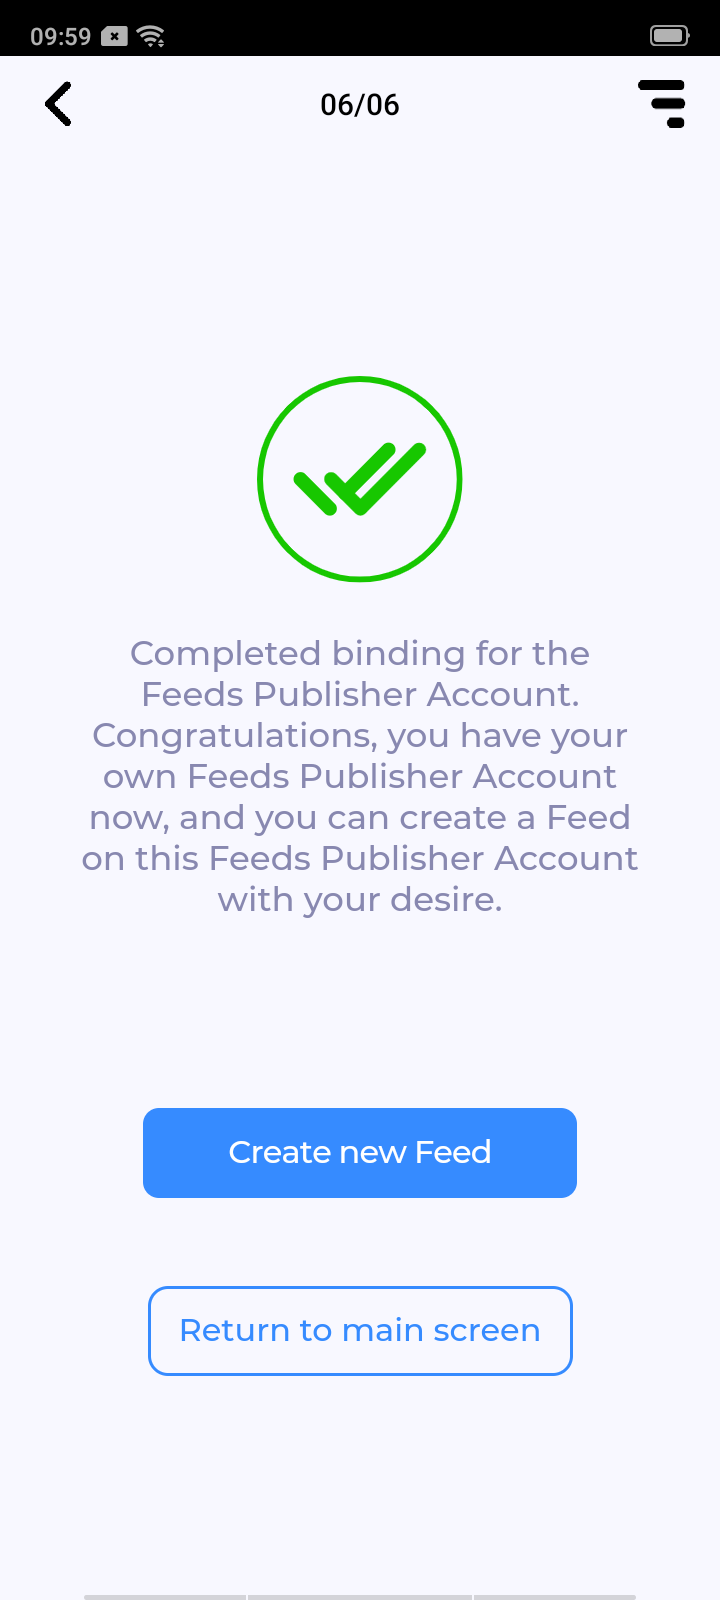 09:59
06/06
Completed binding for the
Feeds Publisher Account.
Congratulations, you have your
own Feeds Publisher Account
now, and you can create a Feed
on this Feeds Publisher Account
with your desire.
Create new Feed
Return to main screen